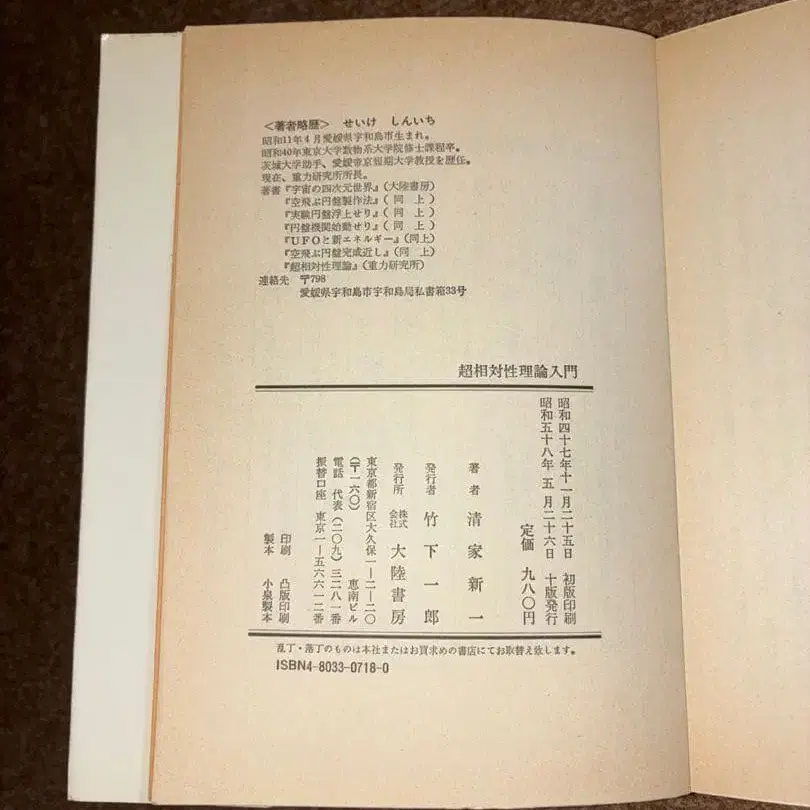 <著者略歴> せいけ しんいち
昭和11年4月愛媛県宇和島市生まれ。
昭和40年東京大学数物系大学院修士課程卒。
茨城大学助手、愛媛帝京短期大学教授を歴任。
現在、重力研究所所長。
著書『宇宙の四次元世界』(大陸書房)
『空飛ぶ円盤製作法』(同 上)
『実験円盤浮上せり』(同 上)
『円盤機関始動せり』(同 上)
『UFOと新エネルギー』(同上)
『空飛ぶ円盤完成近し』(同 上)
『超相対性理論』(重力研究所)
連絡先 〒798
愛媛県宇和島市宇和島局私書箱33号
超相対性理論入門
昭和四十七年十一月二十五日 初版印刷
昭和五十八年 五 月二十六日 十版発行
定価 九八〇円
著 者 清家新一
発行者 竹下一郎
発行所 株式会社 大陸書房
東京都新宿区大久保一—二—二〇
(〒一六〇) 恵南ビル
電話 代表(二〇九)三二八一番
振替口座 東京一—五六六一二番
印刷 凸版印刷
製本 小泉製本
乱丁・落丁のものは本社またはお買求めの書店にてお取替え致します。
ISBN4-8033-0718-0